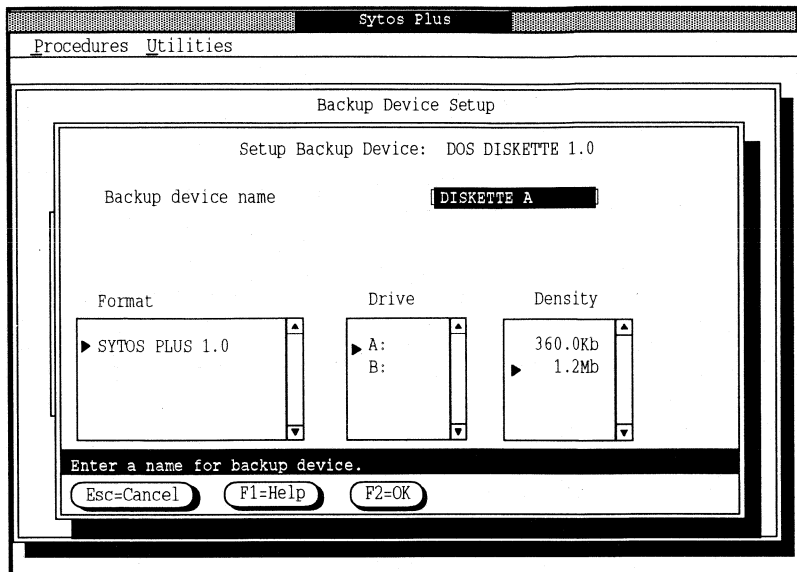 Sytos Plus
Procedures Utilities
Backup Device Setup
Setup Backup Device: DOS DISKETTE 1.0
Backup device name [DISKETTE A]
Format Drive Density
SYTOS PLUS 1.0 A: 360.0Kb
B: 1.2Mb
Enter a name for backup device.
Esc=Cancel F1=Help F2=OK